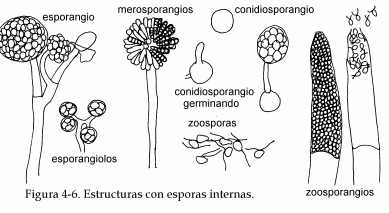 esporangio
merosporangios
conidiosporangio
conidiosporangio
germinando
zoosporas
esporangiolos
zoosporangios
Figura 4-6. Estructuras con esporas internas.